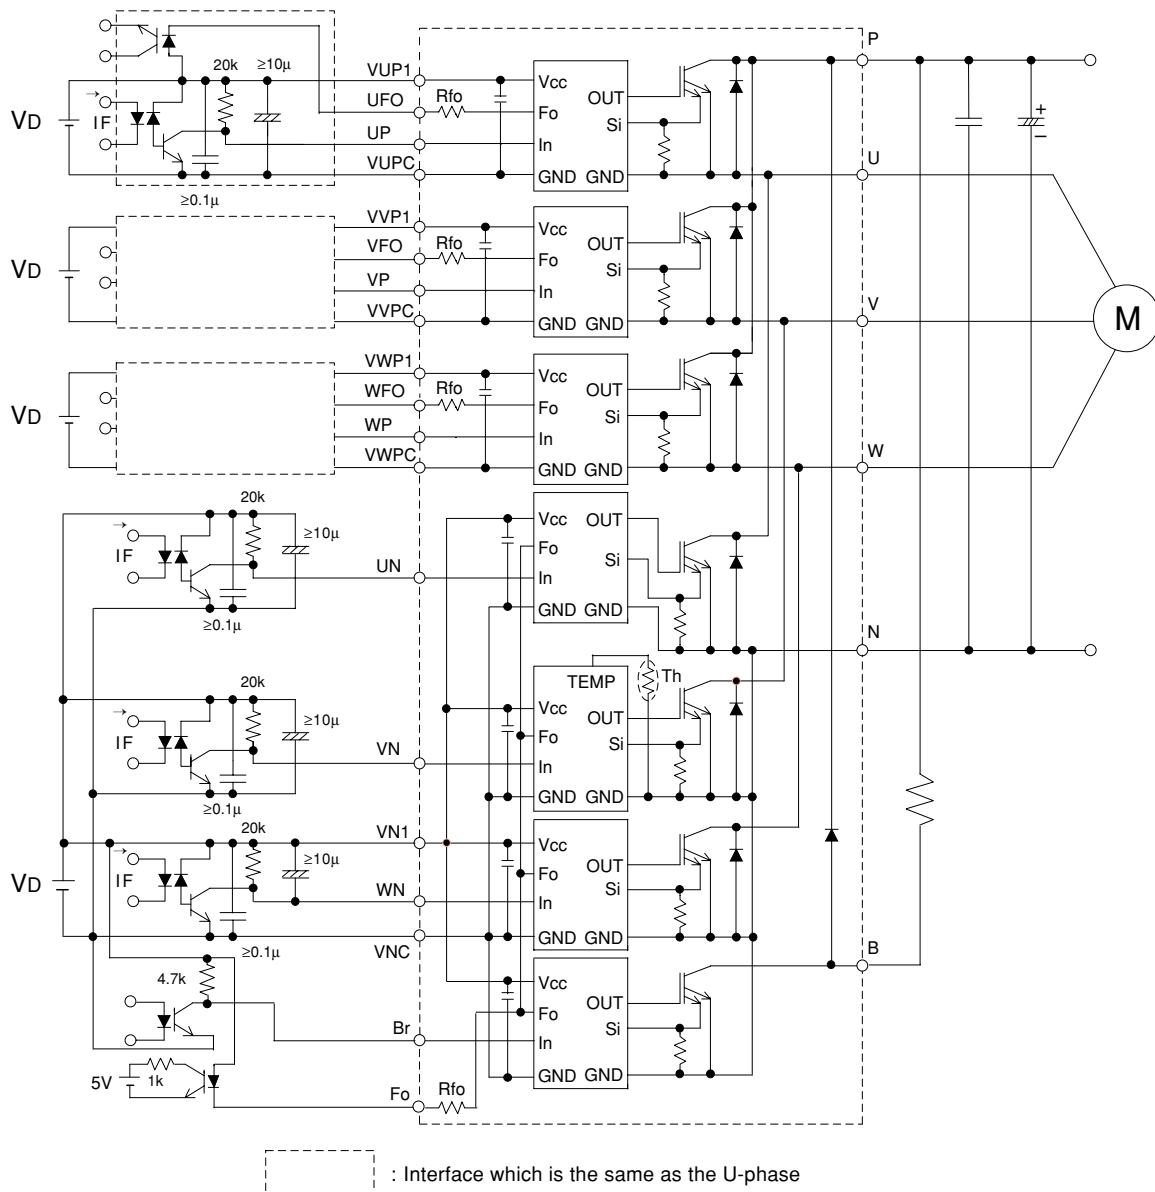 P
20k
≥10µ
VUP1
UFO
Rfo
Vcc
Fo
OUT
Si
VD
IF
UP
In
U
VUPC
GND GND
≥0.1µ
VVP1
VFO
Rfo
Vcc
Fo
OUT
Si
VD
VP
In
V
VVPC
GND GND
M
VWP1
WFO
Rfo
Vcc
Fo
OUT
Si
VD
WP
In
W
VWPC
GND GND
20k
≥10µ
IF
Vcc
OUT
Fo
Si
UN
In
GND GND
≥0.1µ
N
TEMP
Th
20k
≥10µ
IF
Vcc
OUT
Fo
Si
VN
In
GND GND
≥0.1µ
20k
VN1
Vcc
≥10µ
IF
OUT
Fo
Si
VD
WN
In
GND GND
VNC
≥0.1µ
B
4.7k
Vcc
OUT
Fo
Si
Br
In
GND GND
5V
1k
Fo
Rfo
: Interface which is the same as the U-phase